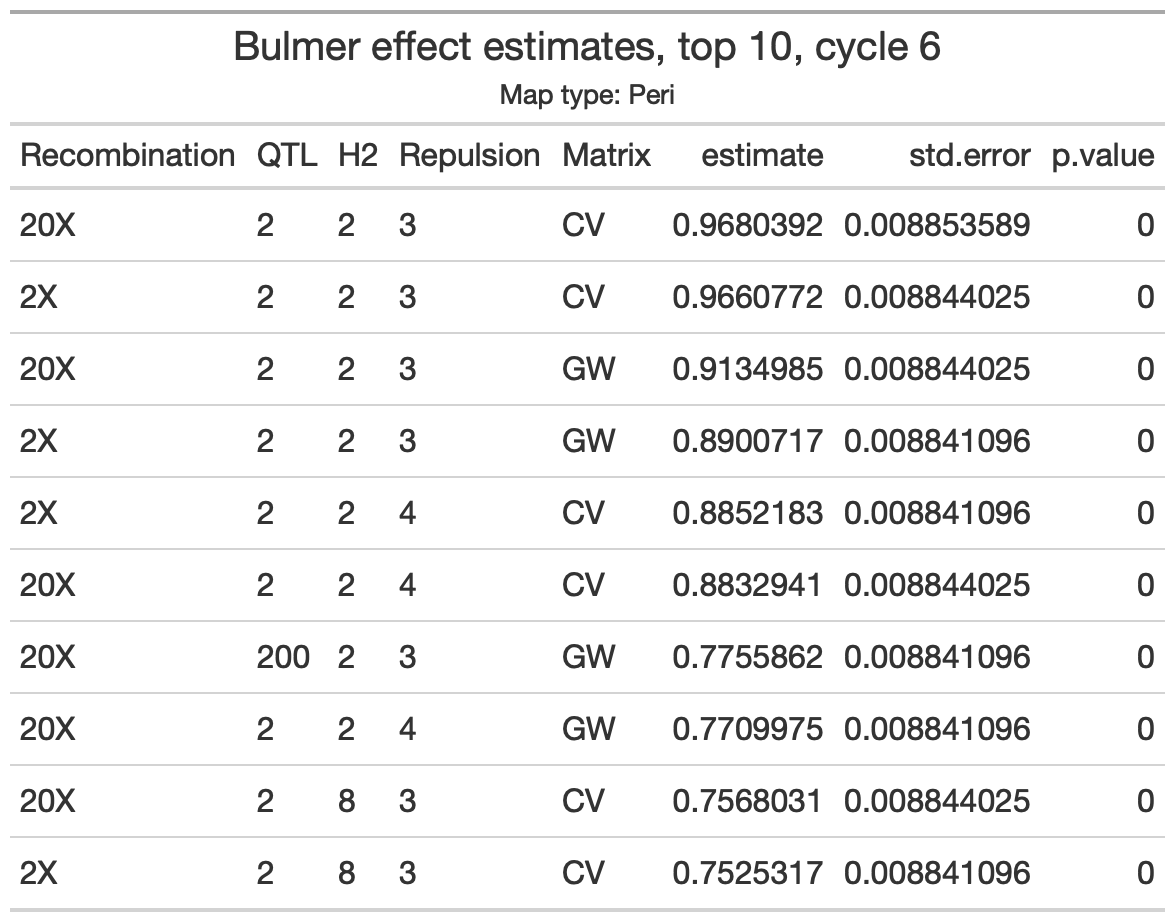 Bulmer effect estimates, top 10, cycle 6
Map type: Peri
Recombination QTL H2 Repulsion Matrix estimate std.error p.value
20X 2 2 3 CV 0.9680392 0.008853589 0
2X 2 2 3 CV 0.9660772 0.008844025 0
20X 2 2 3 GW 0.9134985 0.008844025 0
2X 2 2 3 GW 0.8900717 0.008841096 0
2X 2 2 4 CV 0.8852183 0.008841096 0
20X 2 2 4 CV 0.8832941 0.008844025 0
20X 200 2 3 GW 0.7755862 0.008841096 0
20X 2 2 4 GW 0.7709975 0.008841096 0
20X 2 8 3 CV 0.7568031 0.008844025 0
2X 2 8 3 CV 0.7525317 0.008841096 0